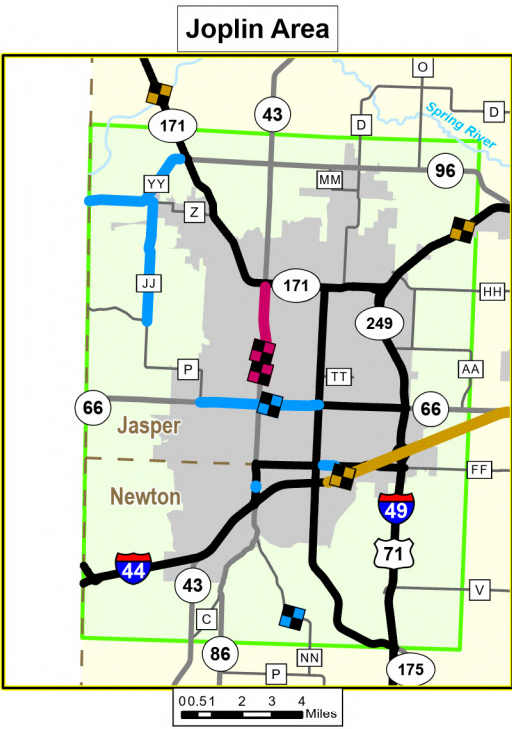 Joplin Area
O
D
D
Spring River
171
43
96
MM
YY
Z
JJ
171
249
HH
P
TT
AA
66
66
Jasper
Newton
FF
49
71
44
43
V
C
86
NN
P
175
0 0.5 1 2 3 4
Miles